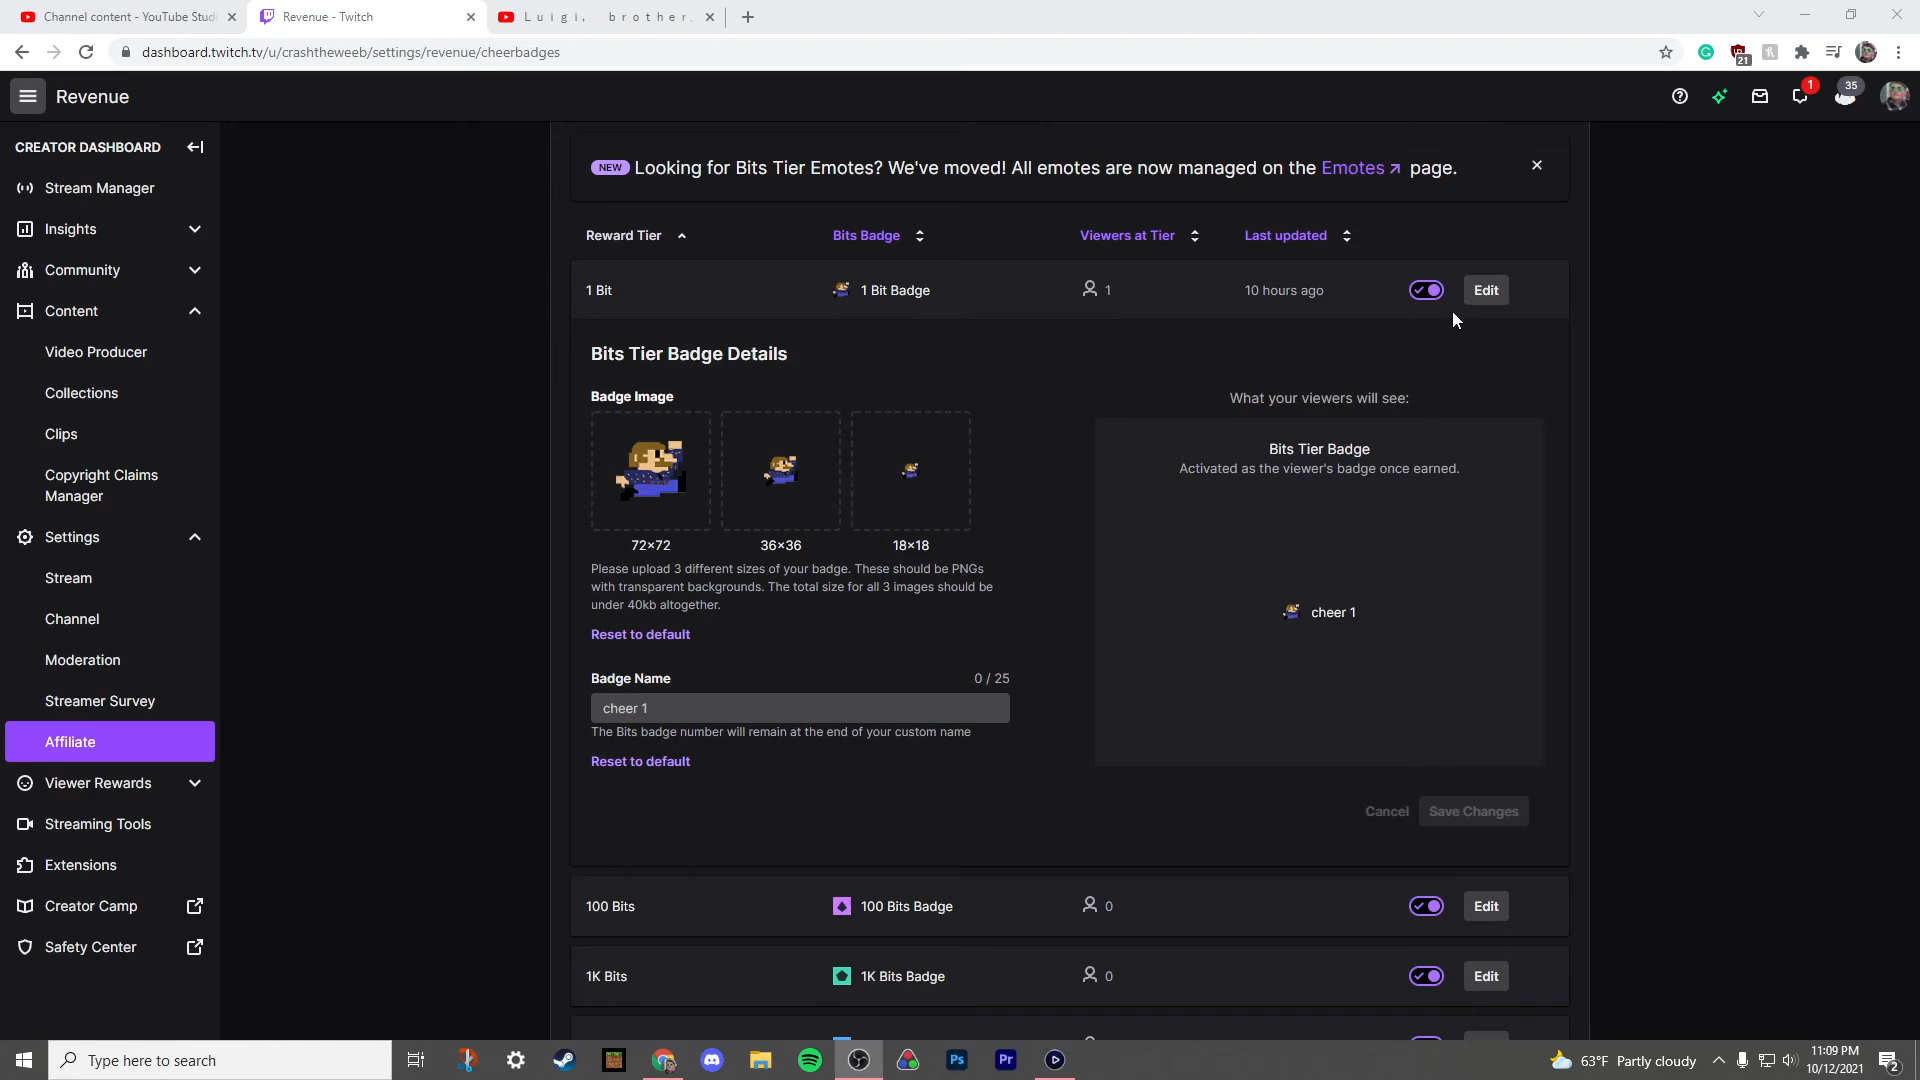 Channel content - YouTube Studi
Revenue - Twitch
Luigi, brother.
dashboard.twitch.tv/u/crashtheweeb/settings/revenue/cheerbadges
21
Revenue
1
35
CREATOR DASHBOARD
Stream Manager
Insights
Community
Content
Video Producer
Collections
Clips
Copyright Claims
Manager
Settings
Stream
Channel
Moderation
Streamer Survey
Affiliate
Viewer Rewards
Streaming Tools
Extensions
Creator Camp
Safety Center
NEW Looking for Bits Tier Emotes? We've moved! All emotes are now managed on the Emotes page.
Reward Tier Bits Badge Viewers at Tier Last updated
1 Bit 1 Bit Badge 1 10 hours ago Edit
Bits Tier Badge Details
Badge Image
72×72 36×36 18×18
Please upload 3 different sizes of your badge. These should be PNGs
with transparent backgrounds. The total size for all 3 images should be
under 40kb altogether.
Reset to default
Badge Name 0 / 25
cheer 1
The Bits badge number will remain at the end of your custom name
Reset to default
What your viewers will see:
Bits Tier Badge
Activated as the viewer's badge once earned.
cheer 1
Cancel Save Changes
100 Bits 100 Bits Badge 0 Edit
1K Bits 1K Bits Badge 0 Edit
Type here to search
Ps
Pr
63°F Partly cloudy
11:09 PM
10/12/2021
2